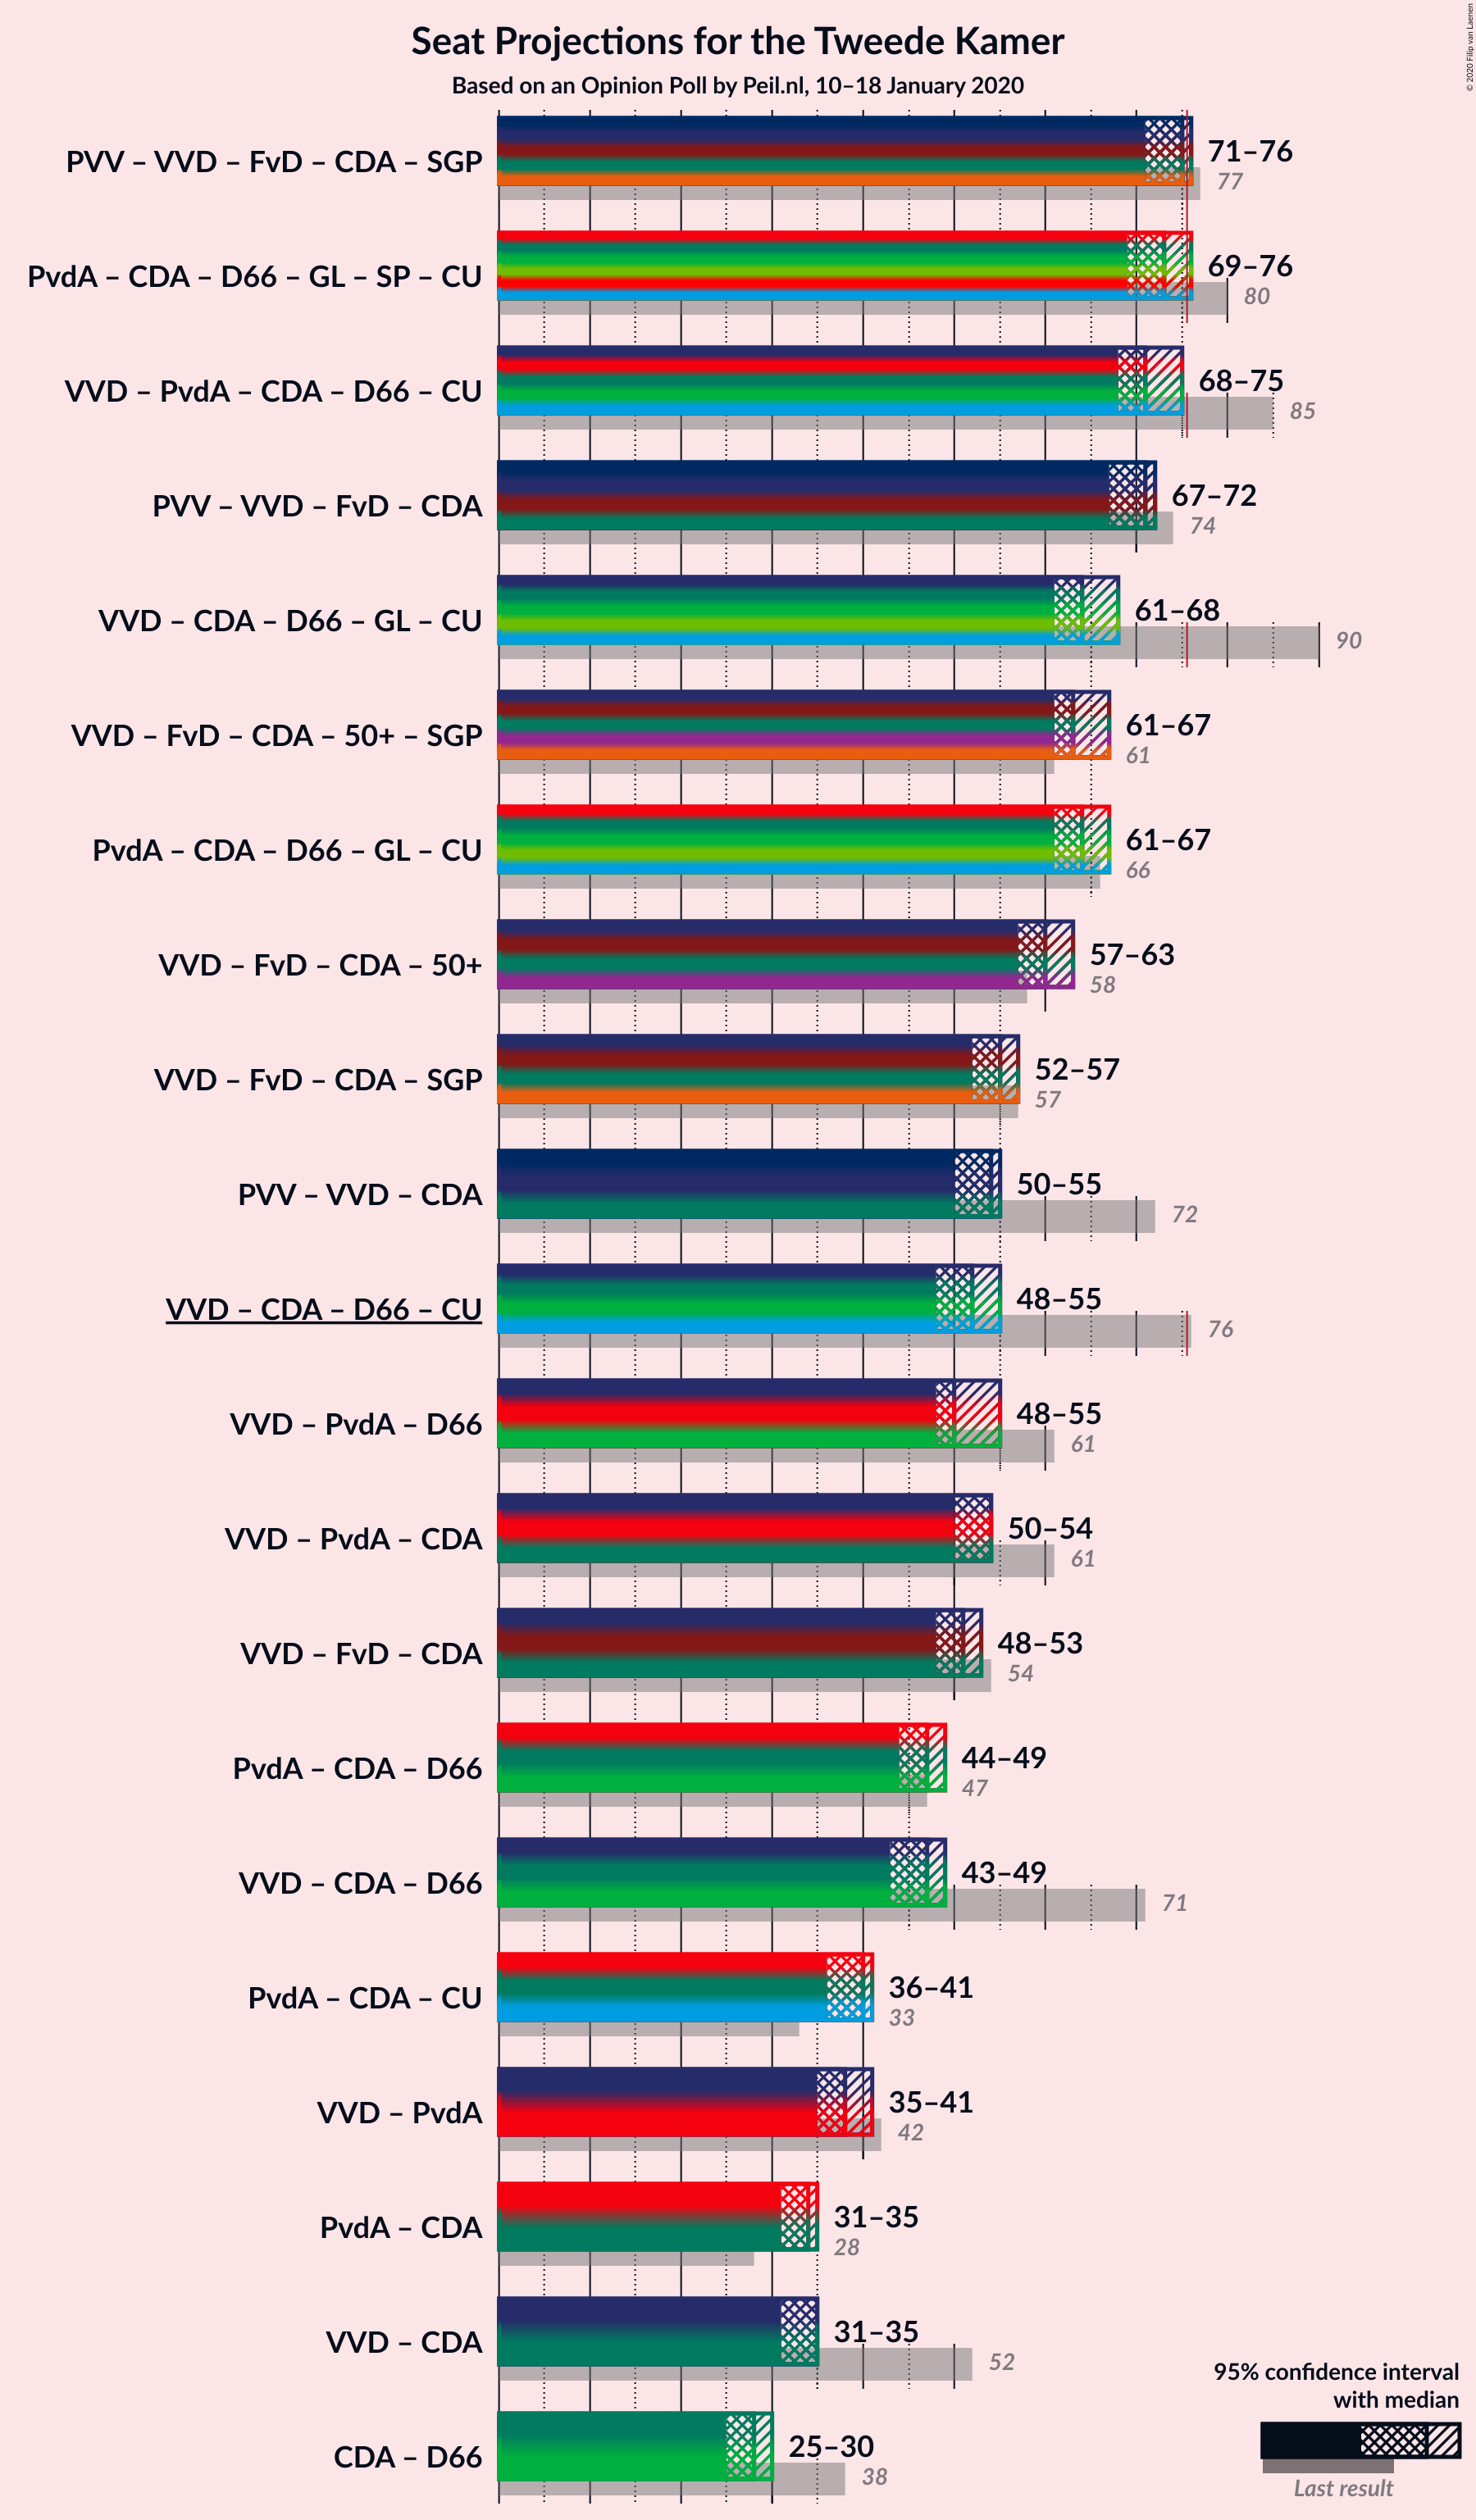 © 2020 Filip van Laenen
Seat Projections for the Tweede Kamer
Based on an Opinion Poll by Peil.nl, 10–18 January 2020
PVV – VVD – FvD – CDA – SGP
71–76
77
PvdA – CDA – D66 – GL – SP – CU
69–76
80
VVD – PvdA – CDA – D66 – CU
68–75
85
PVV – VVD – FvD – CDA
67–72
74
VVD – CDA – D66 – GL – CU
61–68
90
VVD – FvD – CDA – 50+ – SGP
61–67
61
PvdA – CDA – D66 – GL – CU
61–67
66
VVD – FvD – CDA – 50+
57–63
58
VVD – FvD – CDA – SGP
52–57
57
PVV – VVD – CDA
50–55
72
VVD – CDA – D66 – CU
48–55
76
VVD – PvdA – D66
48–55
61
VVD – PvdA – CDA
50–54
61
VVD – FvD – CDA
48–53
54
PvdA – CDA – D66
44–49
47
VVD – CDA – D66
43–49
71
PvdA – CDA – CU
36–41
33
VVD – PvdA
35–41
42
PvdA – CDA
31–35
28
VVD – CDA
31–35
52
CDA – D66
25–30
38
95% confidence interval
with median
Last result